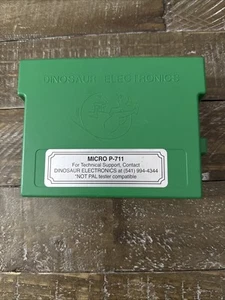 DINOSAUR ELECTRONICS
MICRO P-711
For Technical Support, Contact
DINOSAUR ELECTRONICS at (541) 994-4344
*NOT PAL tester compatible